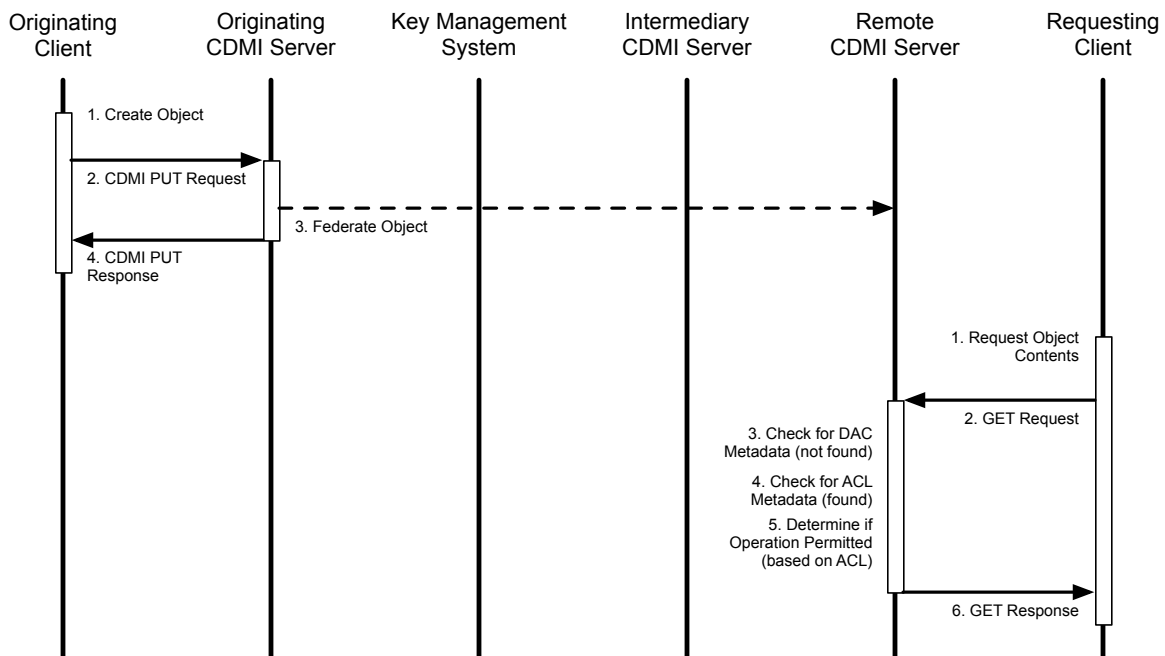 Originating
Client
Originating
CDMI Server
Key Management
System
Intermediary
CDMI Server
Remote
CDMI Server
Requesting
Client
1. Create Object
2. CDMI PUT Request
3. Federate Object
4. CDMI PUT
Response
1. Request Object
Contents
2. GET Request
3. Check for DAC
Metadata (not found)
4. Check for ACL
Metadata (found)
5. Determine if
Operation Permitted
(based on ACL)
6. GET Response